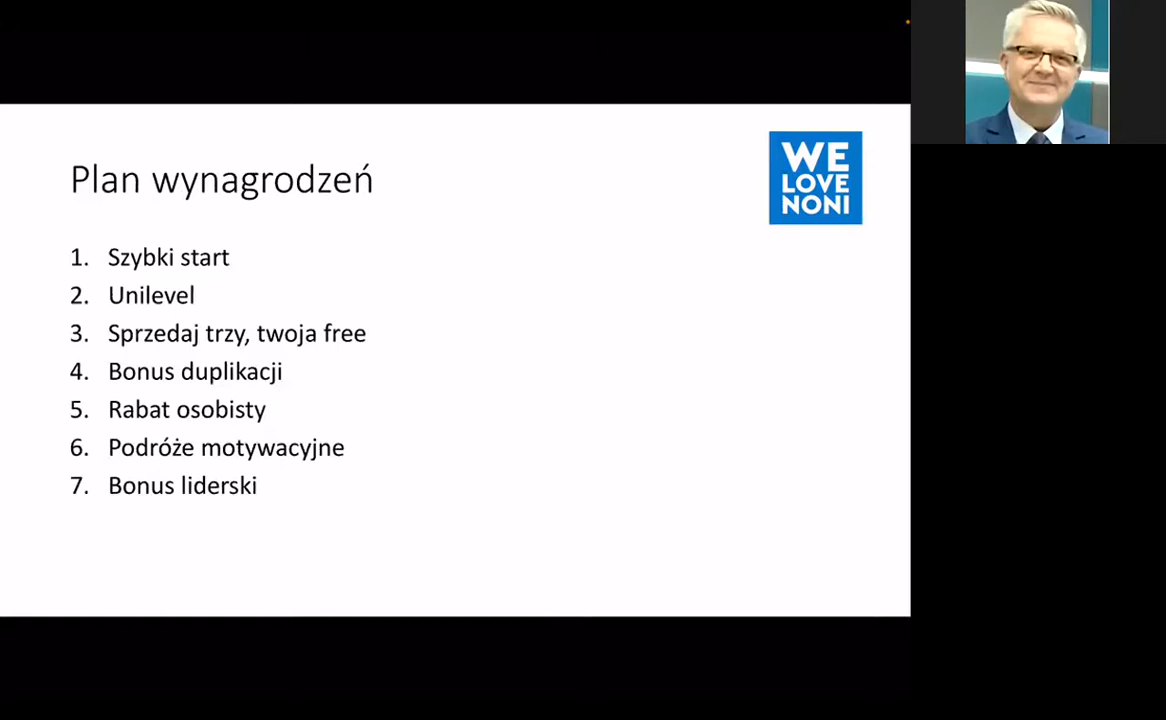 Plan wynagrodzeń
WE
LOVE
NONI
1. Szybki start
2. Unilevel
3. Sprzedaj trzy, twoja free
4. Bonus duplikacji
5. Rabat osobisty
6. Podróże motywacyjne
7. Bonus liderski